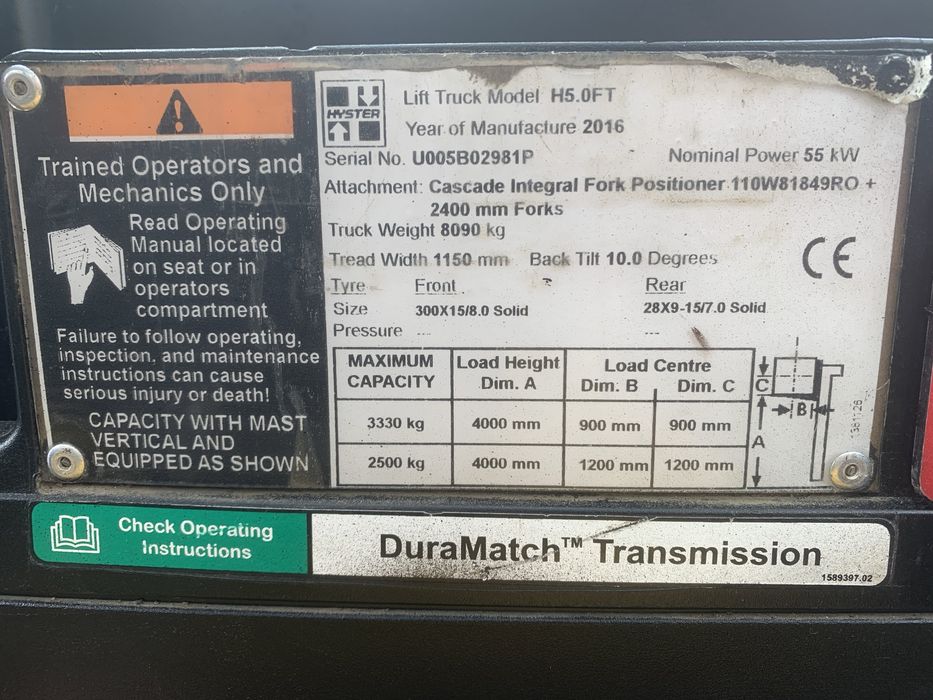 Trained Operators and
Mechanics Only
Read Operating
Manual located
on seat or in
operators
compartment
Failure to follow operating,
inspection, and maintenance
instructions can cause
serious injury or death!
CAPACITY WITH MAST
VERTICAL AND
EQUIPPED AS SHOWN
HYSTER
Lift Truck Model H5.0FT
Year of Manufacture 2016
Serial No. U005B02981P Nominal Power 55 kW
Attachment: Cascade Integral Fork Positioner 110W81849RO +
2400 mm Forks
Truck Weight 8090 kg
Tread Width 1150 mm Back Tilt 10.0 Degrees
CE
Tyre Front Rear
Size 300X15/8.0 Solid 28X9-15/7.0 Solid
Pressure --- ---
MAXIMUM CAPACITY Load Height Dim. A Load Centre Dim. B Dim. C
3330 kg 4000 mm 900 mm 900 mm
2500 kg 4000 mm 1200 mm 1200 mm
C
B
A
Check Operating
Instructions
DuraMatch™ Transmission
1589397.02